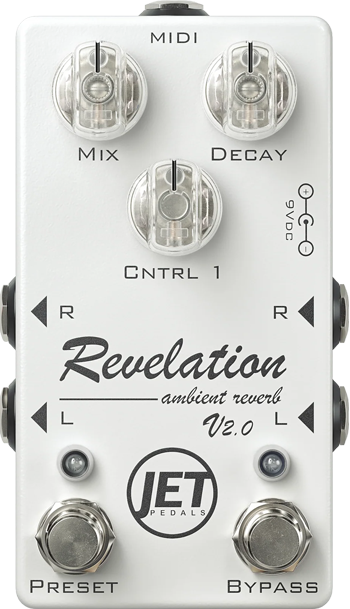 MIDI
MIX DECAY
CNTRL 1
9VDC
R R
Revelation
ambient reverb
L L
V2.0
JET
PEDALS
PRESET BYPASS